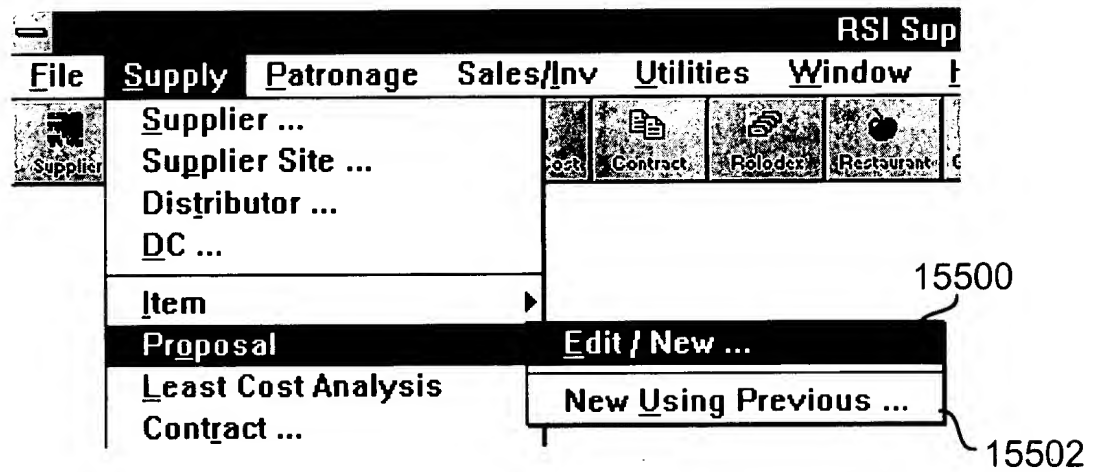 RSI Sup
File Supply Patronage Sales/Inv Utilities Window H
Supplier ost Contract Rolodex Restaurant
Supplier ...
Supplier Site ...
Distributor ...
DC ...
15500
Item
Proposal Edit / New ...
Least Cost Analysis
New Using Previous ...
Contract ...
15502